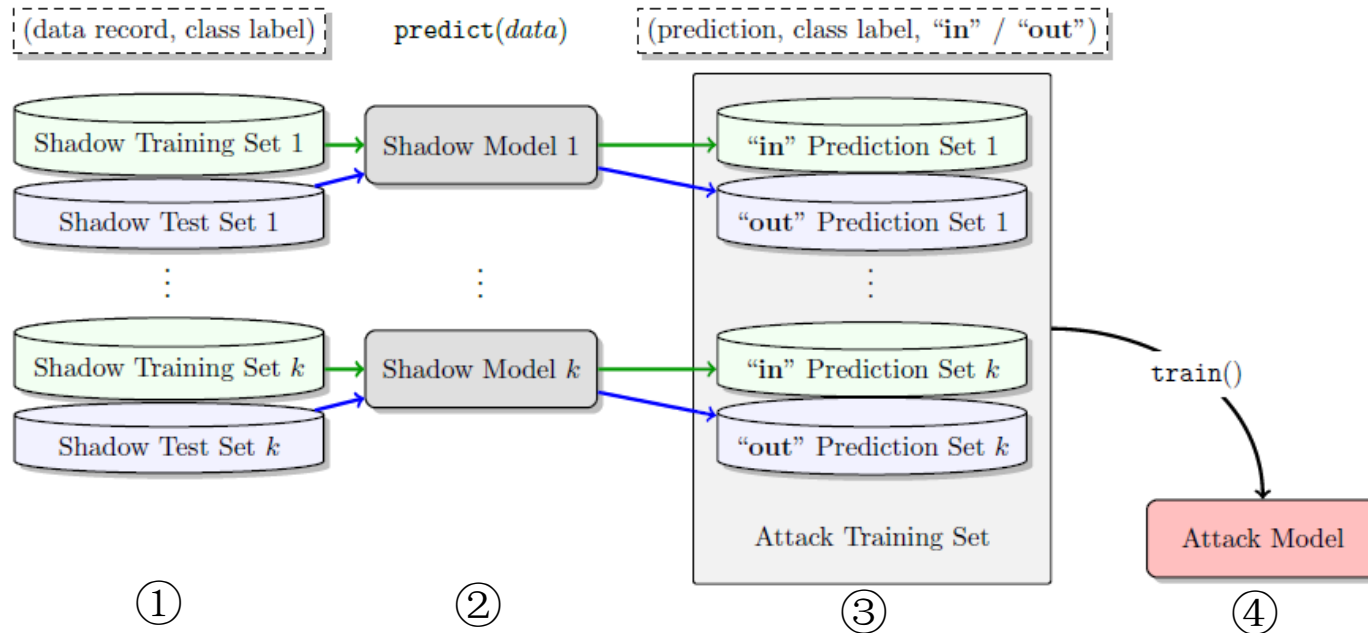 (data record, class label)
predict(data)
(prediction, class label, “in” / “out”)
Shadow Training Set 1
Shadow Test Set 1
Shadow Model 1
“in” Prediction Set 1
“out” Prediction Set 1
⋮
⋮
⋮
Shadow Training Set k
Shadow Test Set k
Shadow Model k
“in” Prediction Set k
“out” Prediction Set k
Attack Training Set
train()
Attack Model
①
②
③
④